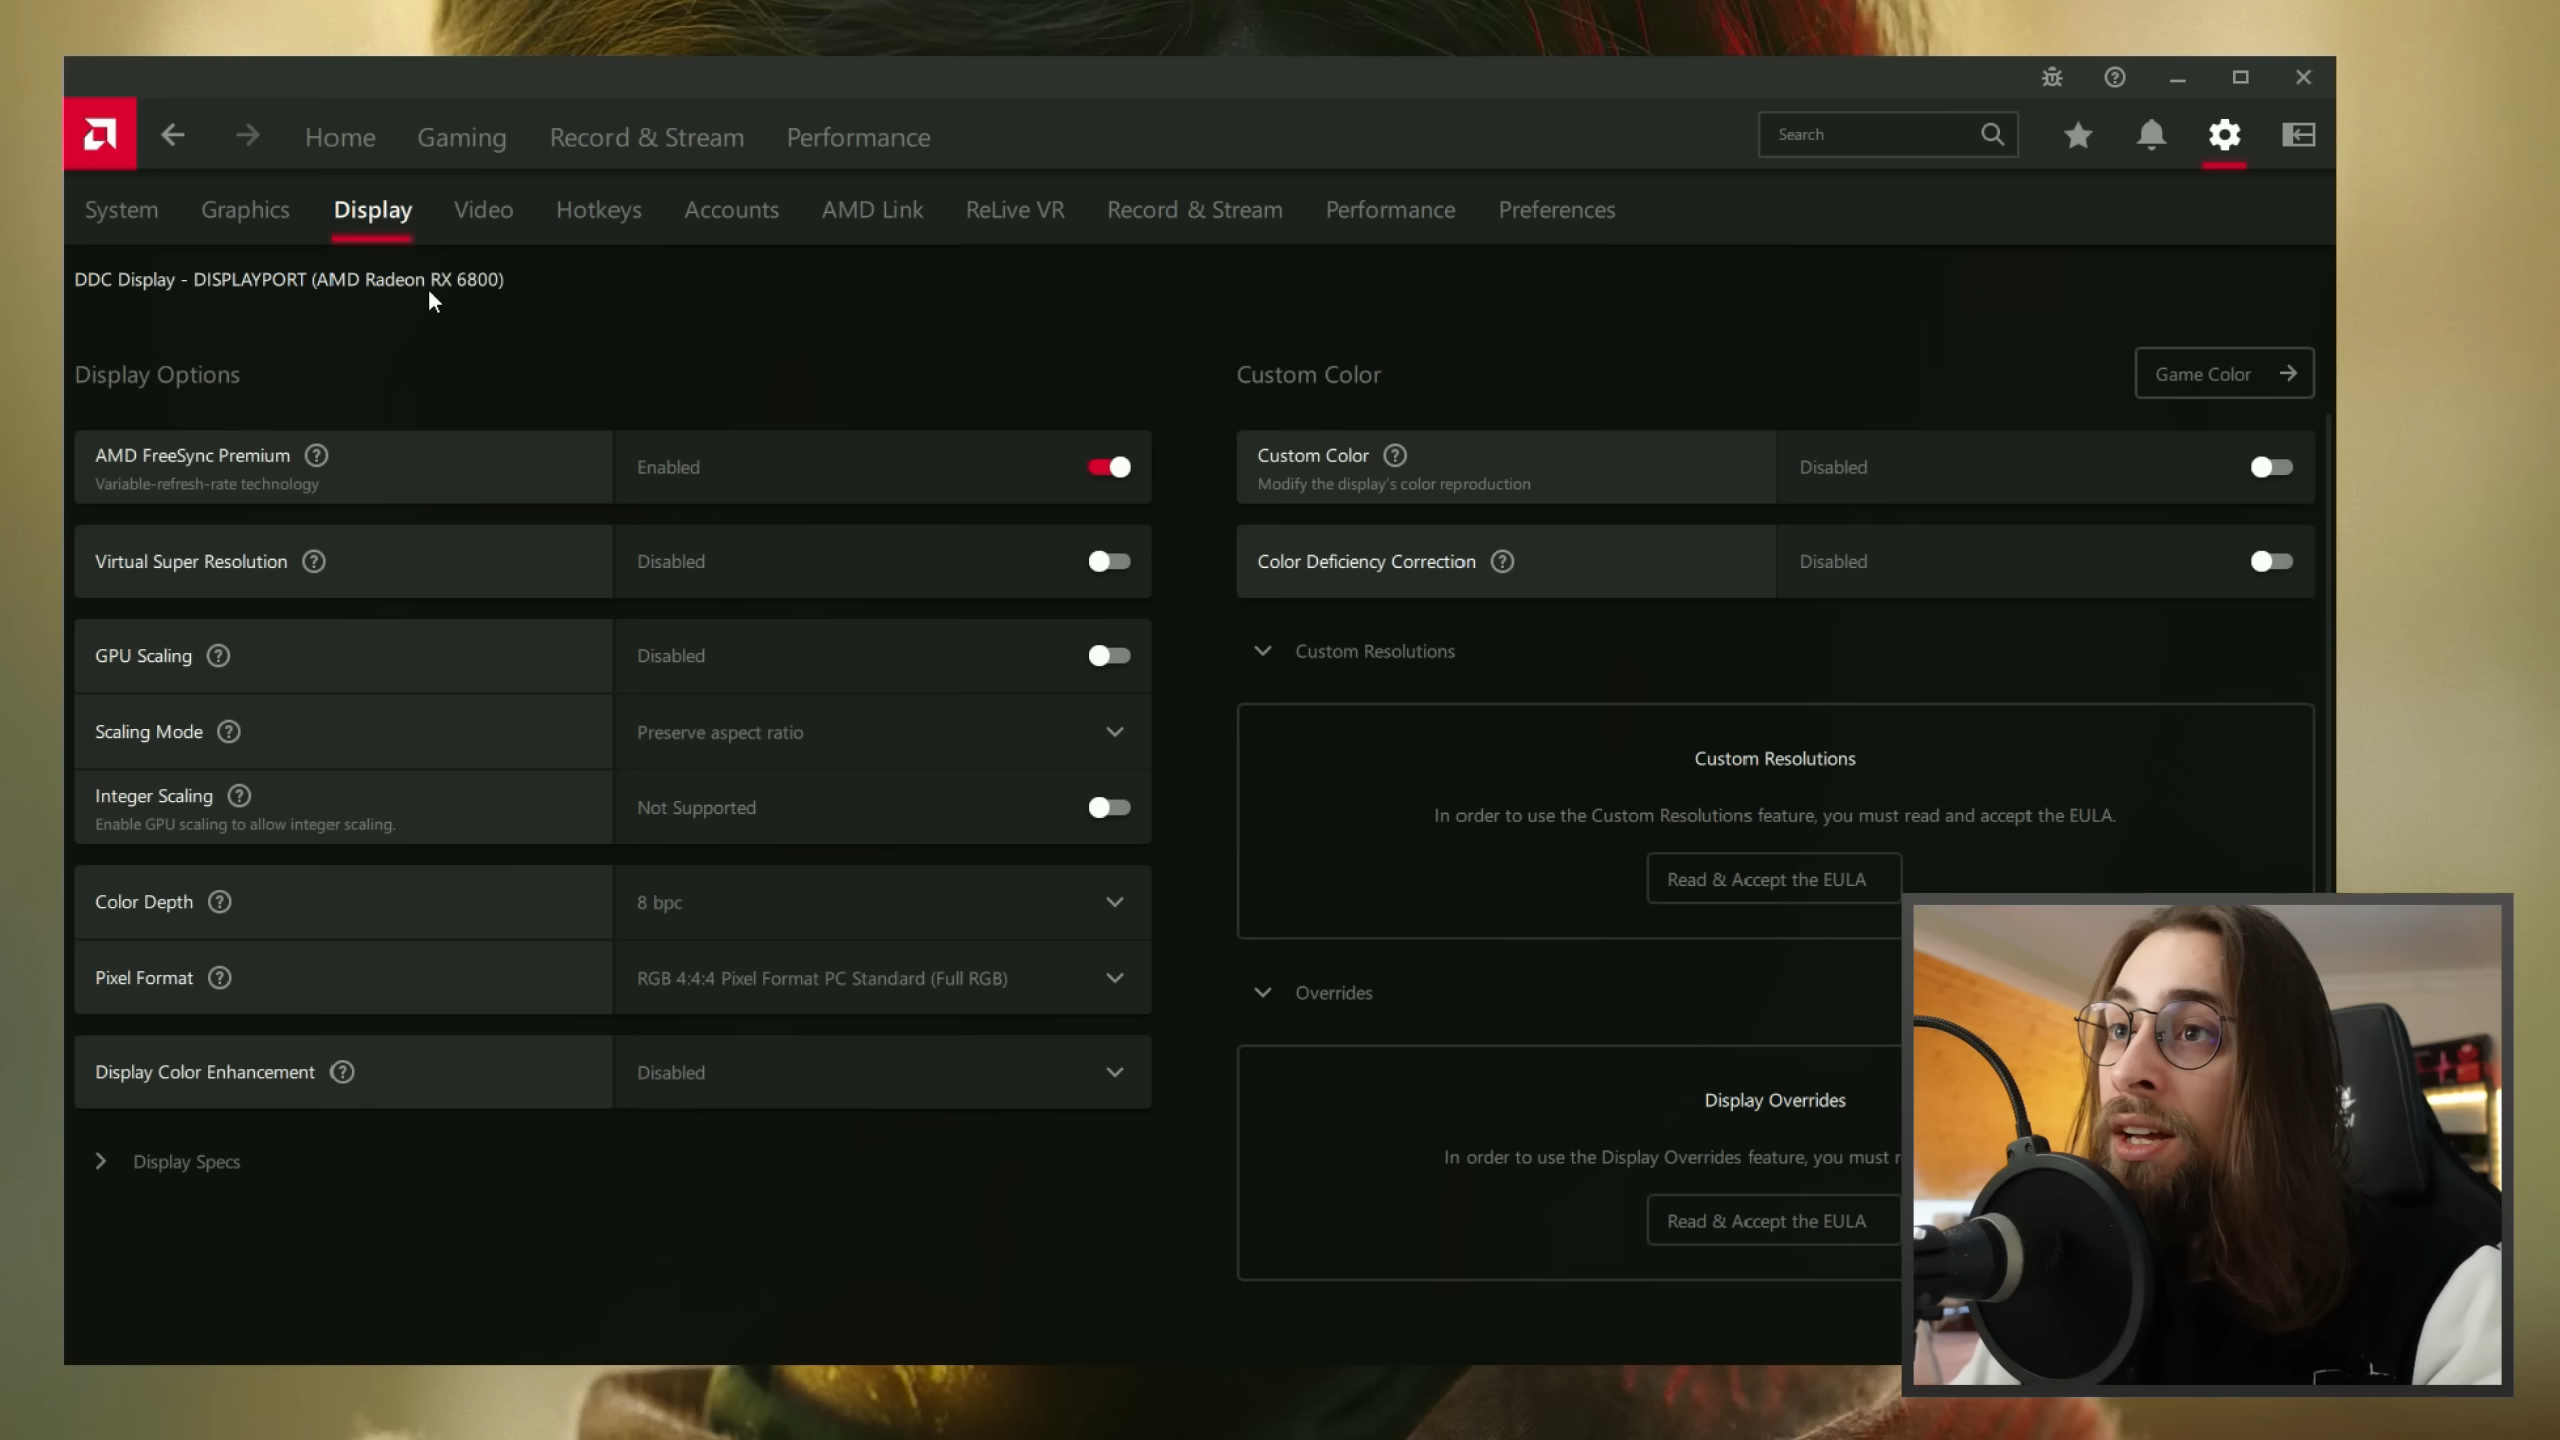 Home Gaming Record & Stream Performance
Search
System Graphics Display Video Hotkeys Accounts AMD Link ReLive VR Record & Stream Performance Preferences
DDC Display - DISPLAYPORT (AMD Radeon RX 6800)
Display Options
AMD FreeSync Premium
Variable-refresh-rate technology
Enabled
Virtual Super Resolution
Disabled
GPU Scaling
Disabled
Scaling Mode
Preserve aspect ratio
Integer Scaling
Enable GPU scaling to allow integer scaling.
Not Supported
Color Depth
8 bpc
Pixel Format
RGB 4:4:4 Pixel Format PC Standard (Full RGB)
Display Color Enhancement
Disabled
Display Specs
Custom Color
Game Color
Custom Color
Modify the display's color reproduction
Disabled
Color Deficiency Correction
Disabled
Custom Resolutions
Custom Resolutions
In order to use the Custom Resolutions feature, you must read and accept the EULA.
Read & Accept the EULA
Overrides
Display Overrides
In order to use the Display Overrides feature, you must r
Read & Accept the EULA